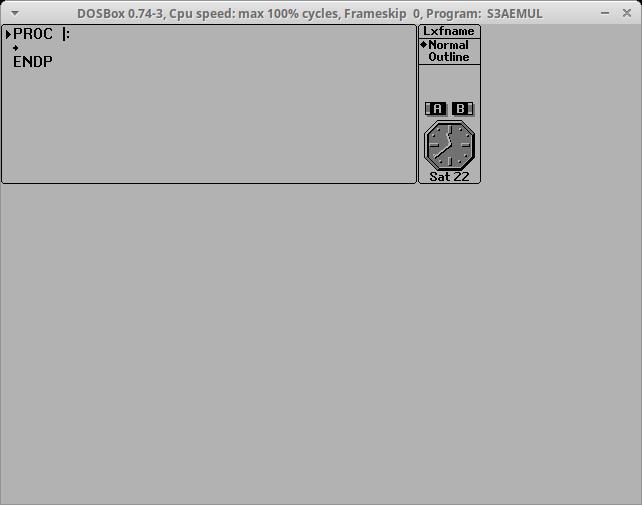 DOSBox 0.74-3, Cpu speed: max 100% cycles, Frameskip 0, Program: S3AEMUL
PROC :
ENDP
Lxfname
Normal
Outline
A B
Sat 22